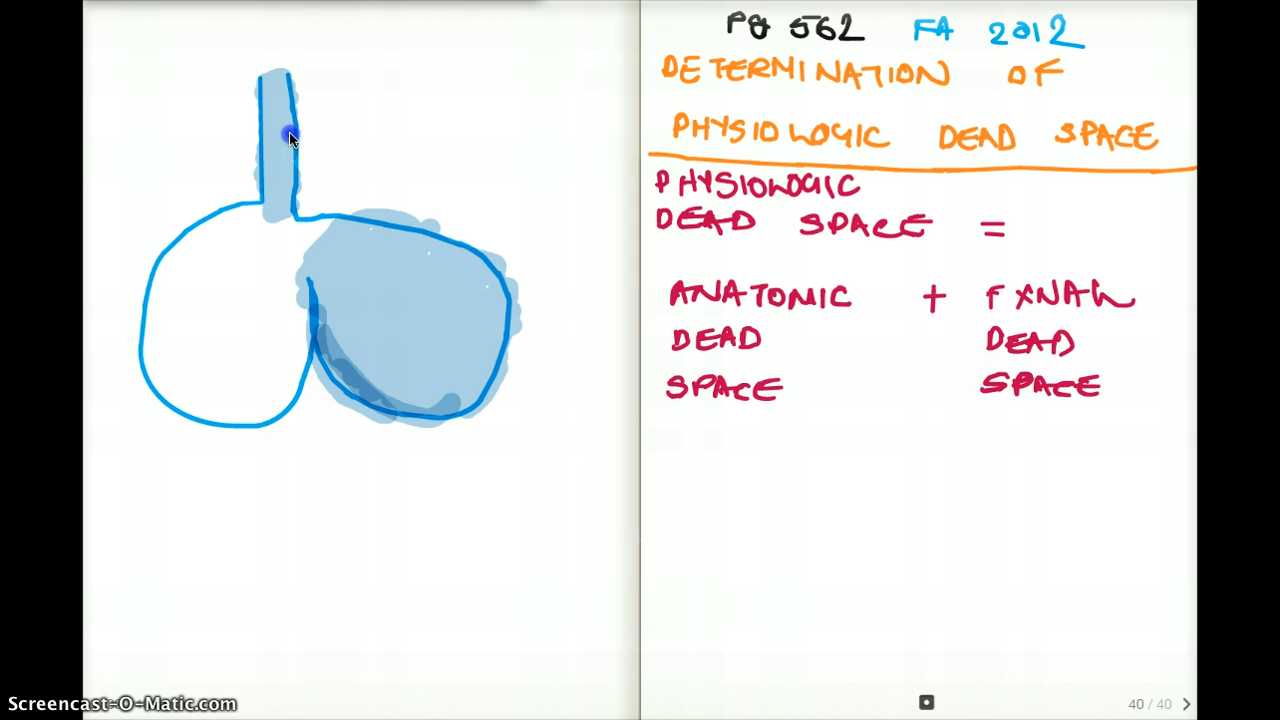 PG 562 FA 2012
DETERMINATION OF
PHYSIOLOGIC DEAD SPACE
PHYSIOLOGIC
DEAD SPACE =
ANATOMIC + FXNAL
DEAD DEAD
SPACE SPACE
40 / 40
Screencast-O-Matic.com